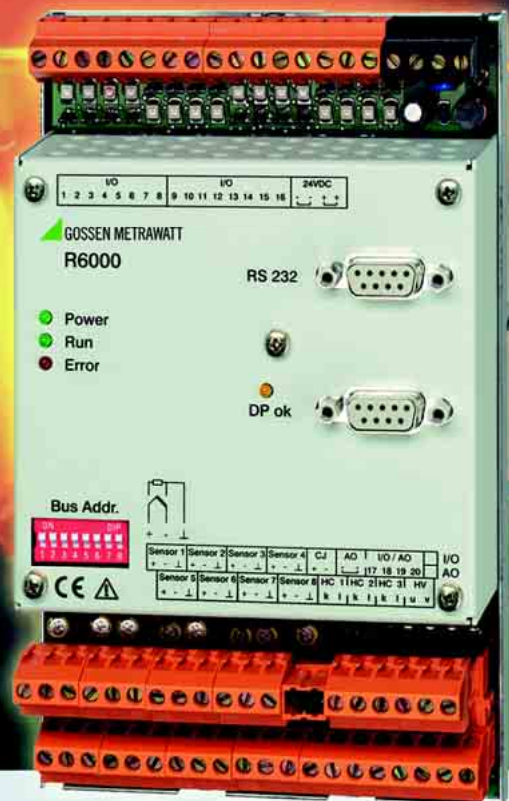 I/O I/O 24VDC
1 2 3 4 5 6 7 8 9 10 11 12 13 14 15 16 - - + +
GOSSEN METRAWATT
R6000
RS 232
Power
Run
Error
DP ok
Bus Addr.
ON DIP
1 2 3 4 5 6 7 8
+ - ⊥
Sensor 1 Sensor 2 Sensor 3 Sensor 4 CJ AO I/O / AO I/O
+ - ⊥ + - ⊥ + - ⊥ + - ⊥ + - 17 18 19 20 AO
Sensor 5 Sensor 6 Sensor 7 Sensor 8 HC 1 HC 2 HC 3 HV
+ - ⊥ + - ⊥ + - ⊥ + - ⊥ k l k l k l u v
CE